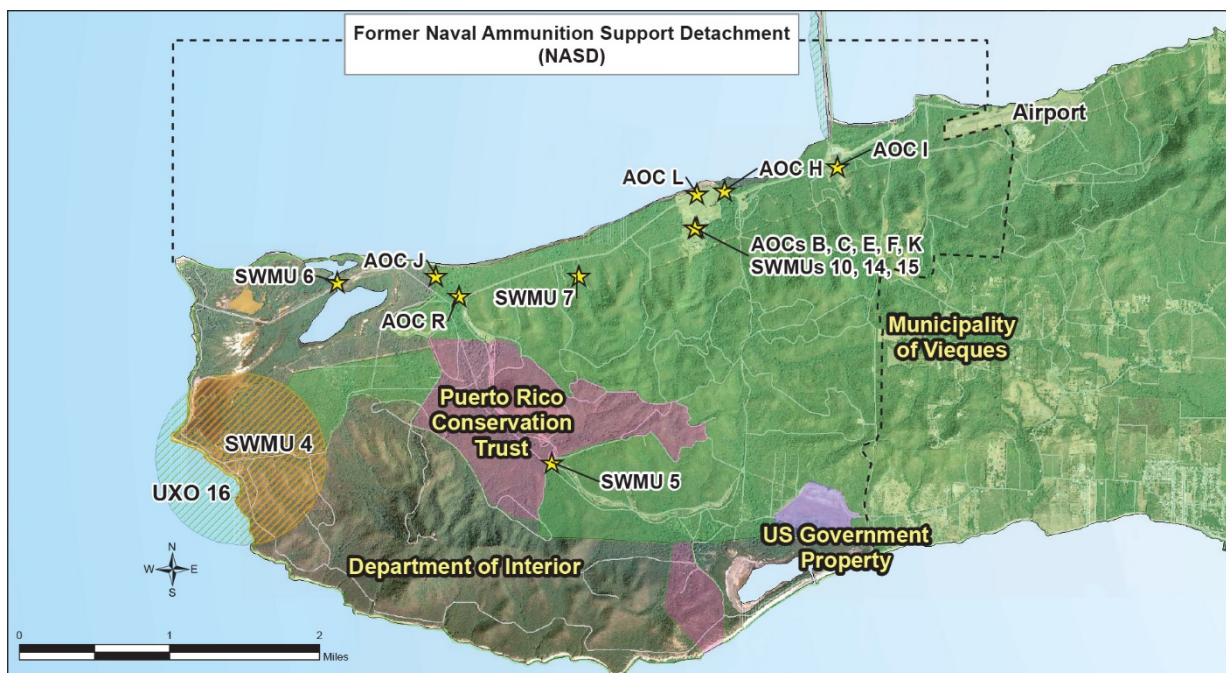 Former Naval Ammunition Support Detachment
(NASD)
Airport
AOC I
AOC H
AOC L
AOCs B, C, E, F, K
SWMUs 10, 14, 15
AOC J
SWMU 6
AOC R
SWMU 7
Municipality
of Vieques
Puerto Rico
Conservation
Trust
SWMU 4
SWMU 5
UXO 16
US Government
Property
Department of Interior
N
W
E
S
0
1
2
Miles